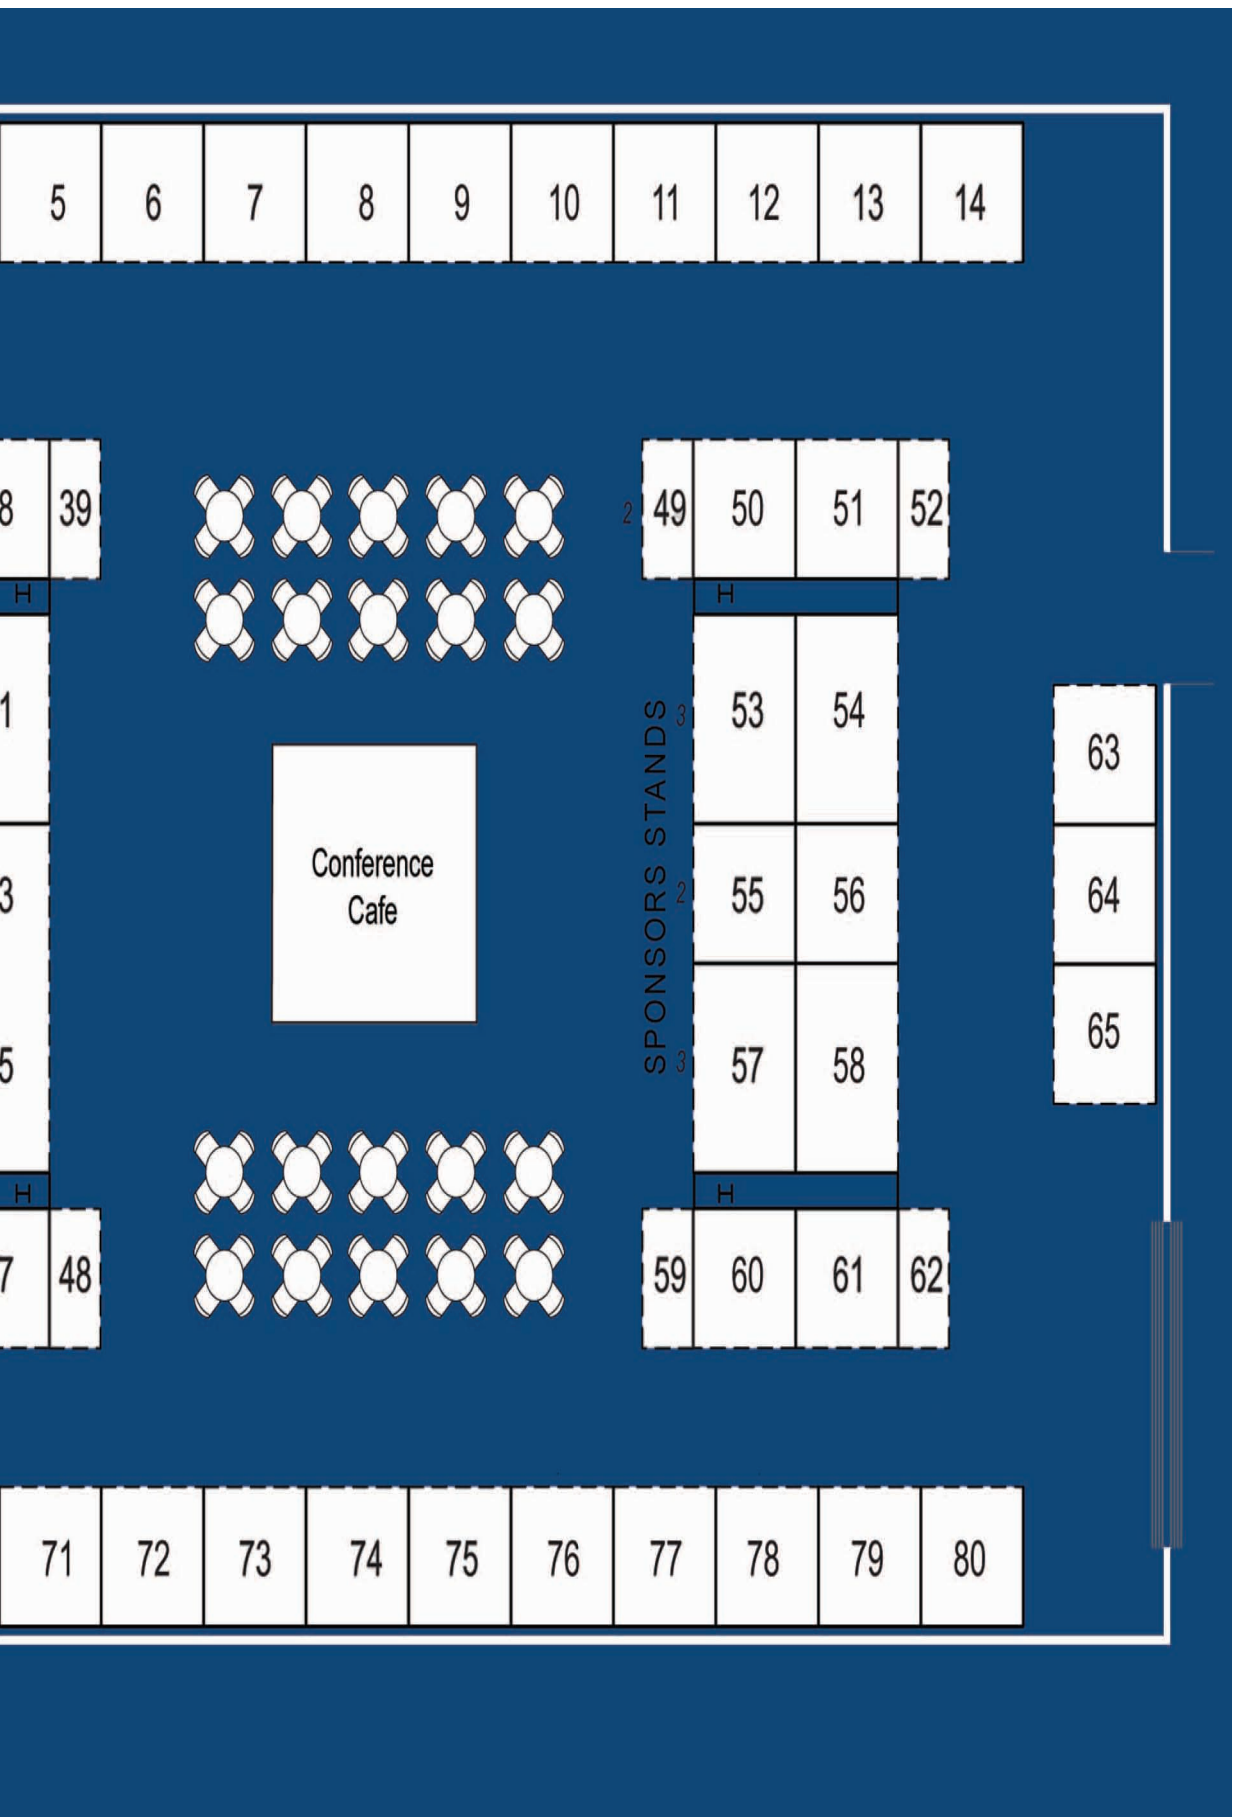 5 6 7 8 9 10 11 12 13 14
8 39 2 49 50 51 52
H H
1 3 53 54 63
Conference
Cafe
SPONSORS STANDS
3 2 55 56 64
5 3 57 58 65
H H
7 48 59 60 61 62
71 72 73 74 75 76 77 78 79 80